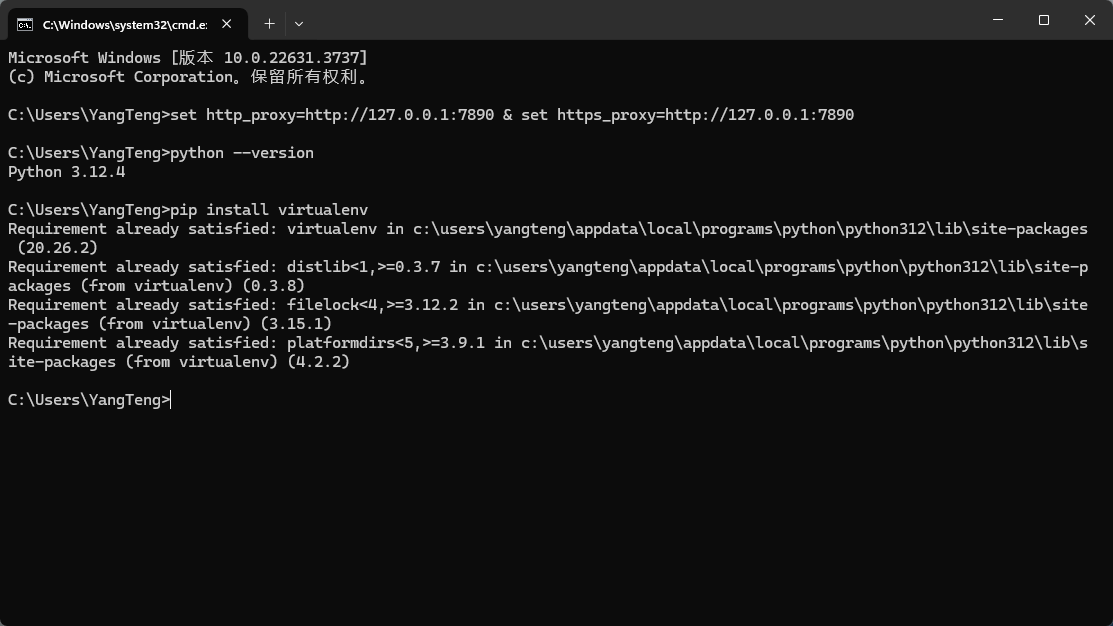 C:\Windows\system32\cmd.e:
Microsoft Windows [版本 10.0.22631.3737]
(c) Microsoft Corporation。保留所有权利。
C:\Users\YangTeng>set http_proxy=http://127.0.0.1:7890 & set https_proxy=http://127.0.0.1:7890
C:\Users\YangTeng>python --version
Python 3.12.4
C:\Users\YangTeng>pip install virtualenv
Requirement already satisfied: virtualenv in c:\users\yangteng\appdata\local\programs\python\python312\lib\site-packages
(20.26.2)
Requirement already satisfied: distlib<1,>=0.3.7 in c:\users\yangteng\appdata\local\programs\python\python312\lib\site-p
ackages (from virtualenv) (0.3.8)
Requirement already satisfied: filelock<4,>=3.12.2 in c:\users\yangteng\appdata\local\programs\python\python312\lib\site
-packages (from virtualenv) (3.15.1)
Requirement already satisfied: platformdirs<5,>=3.9.1 in c:\users\yangteng\appdata\local\programs\python\python312\lib\s
ite-packages (from virtualenv) (4.2.2)
C:\Users\YangTeng>